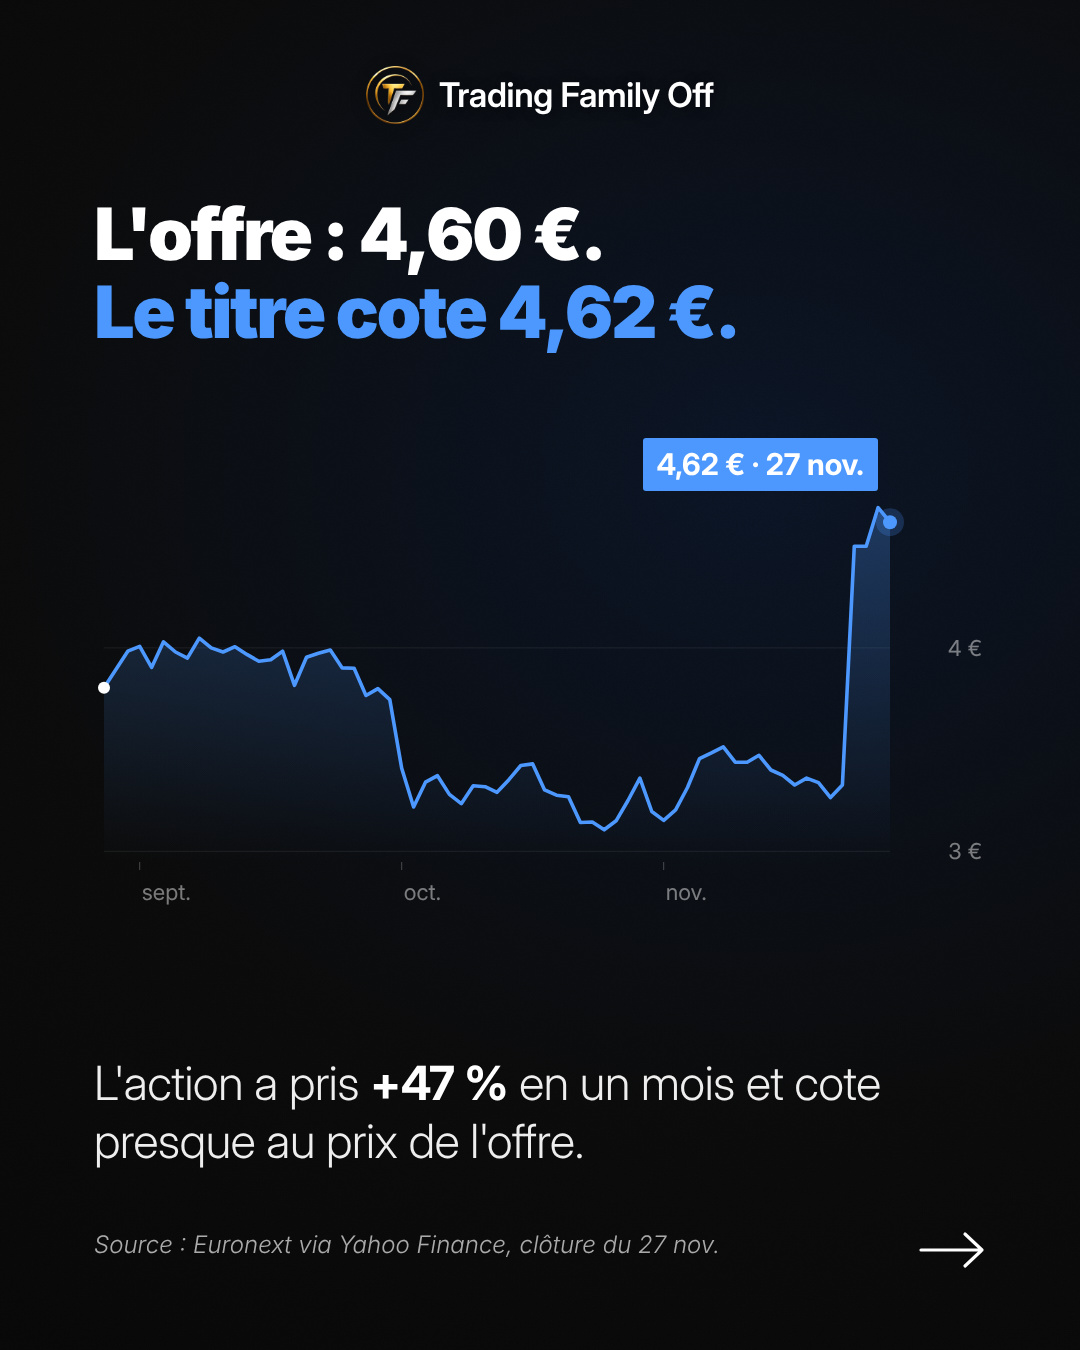 TF Trading Family Off
L'offre : 4,60 €.
Le titre cote 4,62 €.
4,62 € · 27 nov.
4 €
3 €
sept. oct. nov.
L'action a pris +47 % en un mois et cote
presque au prix de l'offre.
Source : Euronext via Yahoo Finance, clôture du 27 nov.